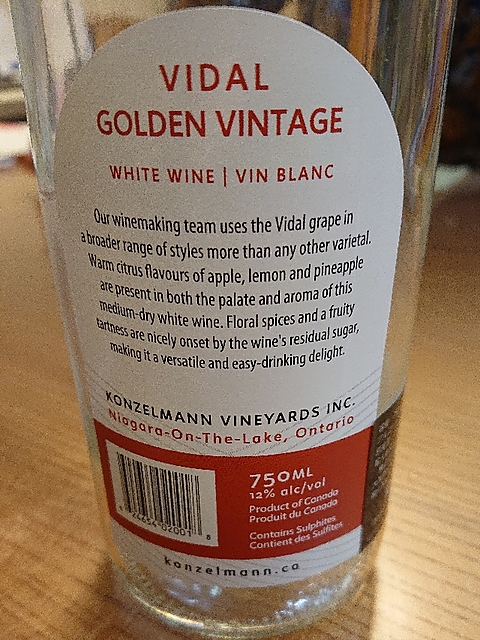 VIDAL
GOLDEN VINTAGE
WHITE WINE | VIN BLANC
Our winemaking team uses the Vidal grape in
a broader range of styles more than any other varietal.
Warm citrus flavours of apple, lemon and pineapple
are present in both the palate and aroma of this
medium-dry white wine. Floral spices and a fruity
tartness are nicely onset by the wine's residual sugar,
making it a versatile and easy-drinking delight.
KONZELMANN VINEYARDS INC.
Niagara-On-The-Lake, Ontario
750ML
12% alc/vol
Product of Canada
Produit du Canada
Contains Sulphites
Contient des Sulfites
02001 8
konzelmann.ca